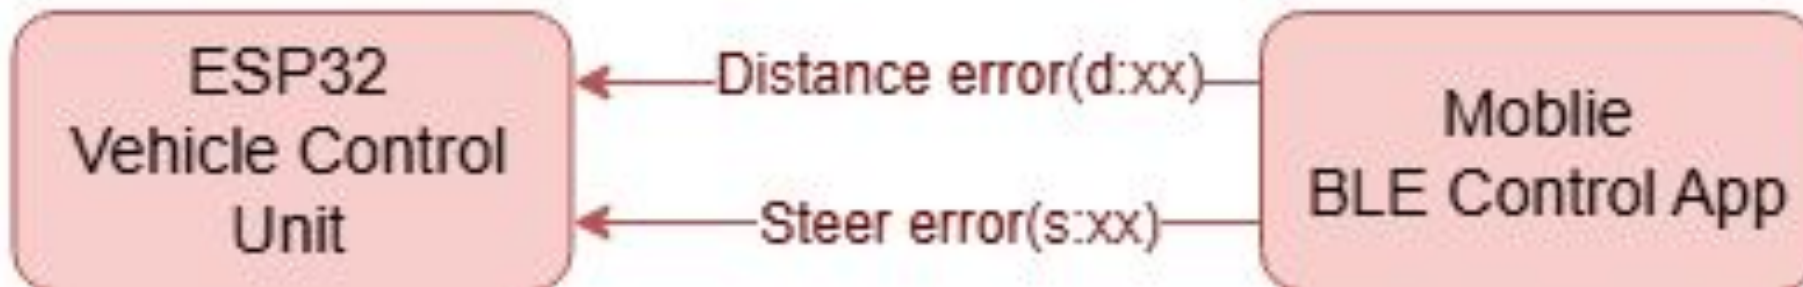 ESP32
Vehicle Control
Unit
Distance error(d:xx)
Steer error(s:xx)
Moblie
BLE Control App